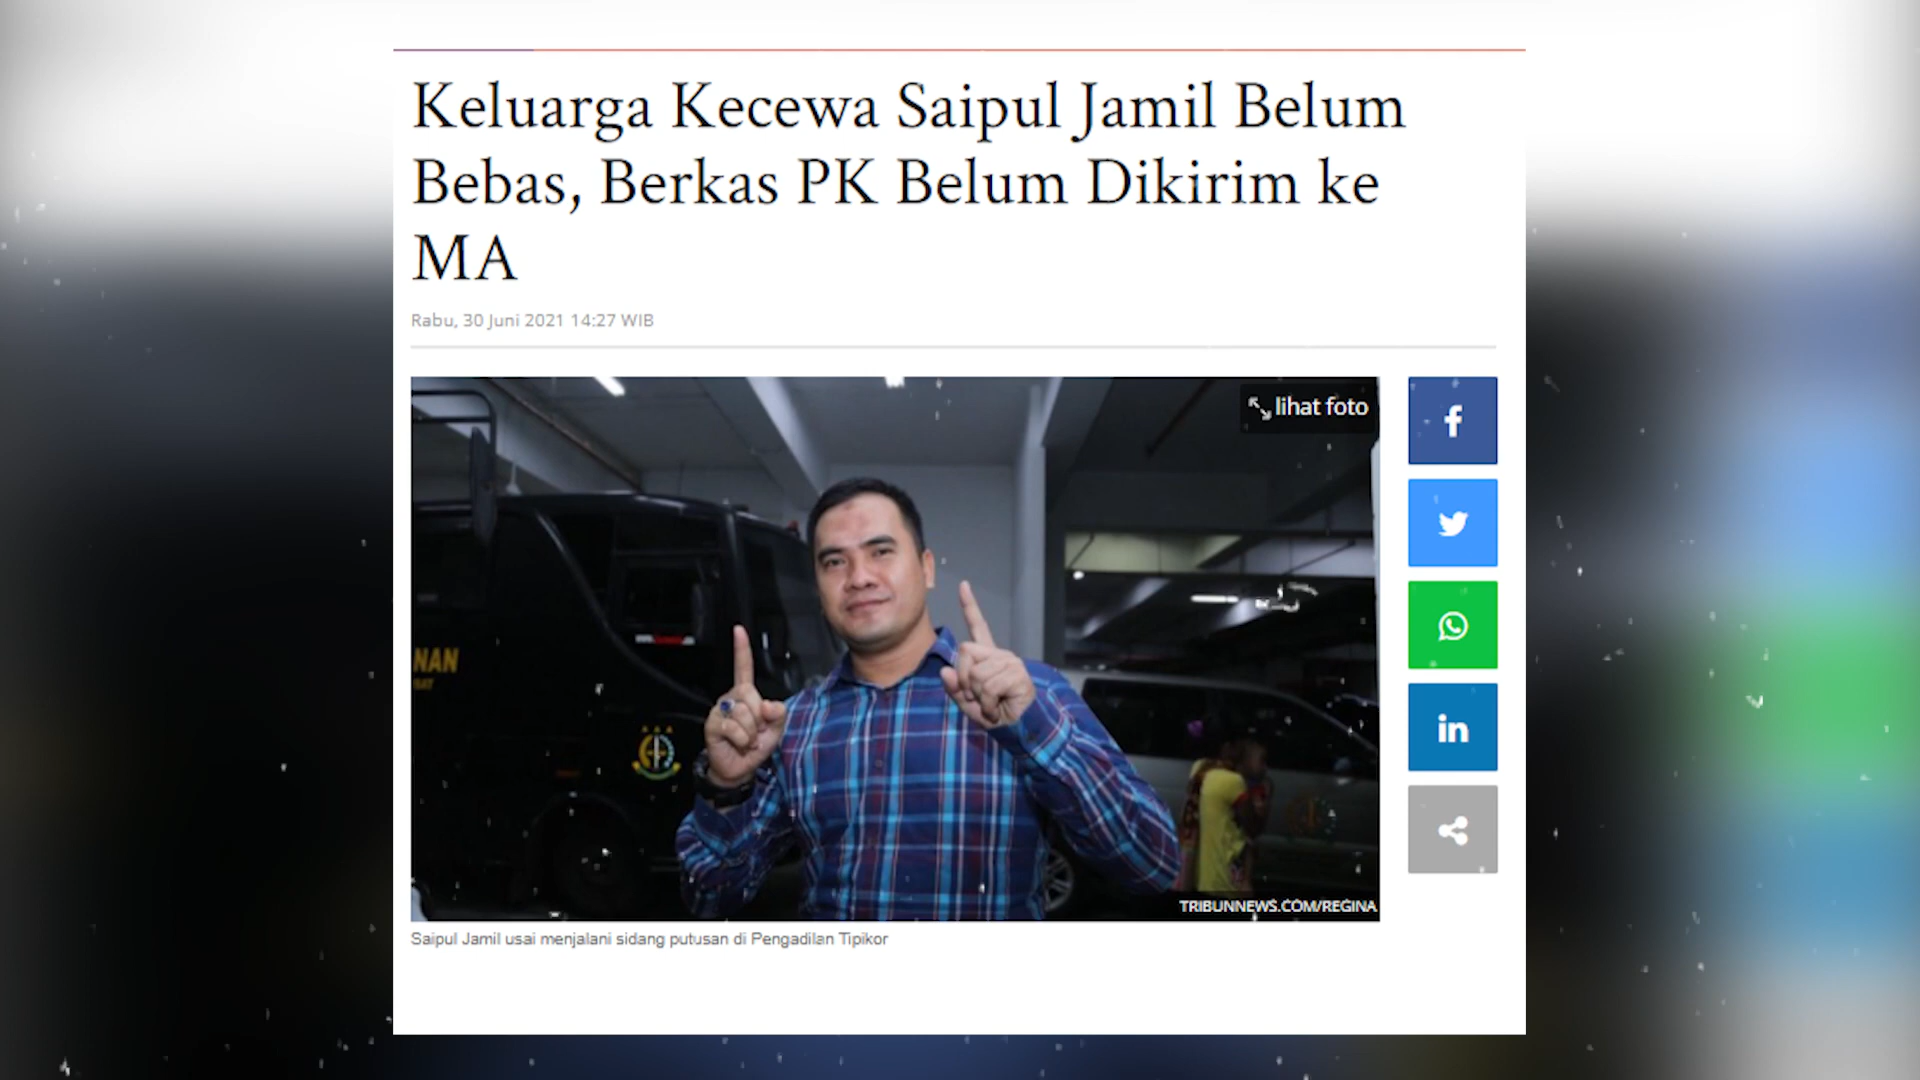 Keluarga Kecewa Saipul Jamil Belum
Bebas, Berkas PK Belum Dikirim ke
MA
Rabu, 30 Juni 2021 14:27 WIB
lihat foto
NAN
TRIBUNNEWS.COM/REGINA
Saipul Jamil usai menjalani sidang putusan di Pengadilan Tipikor